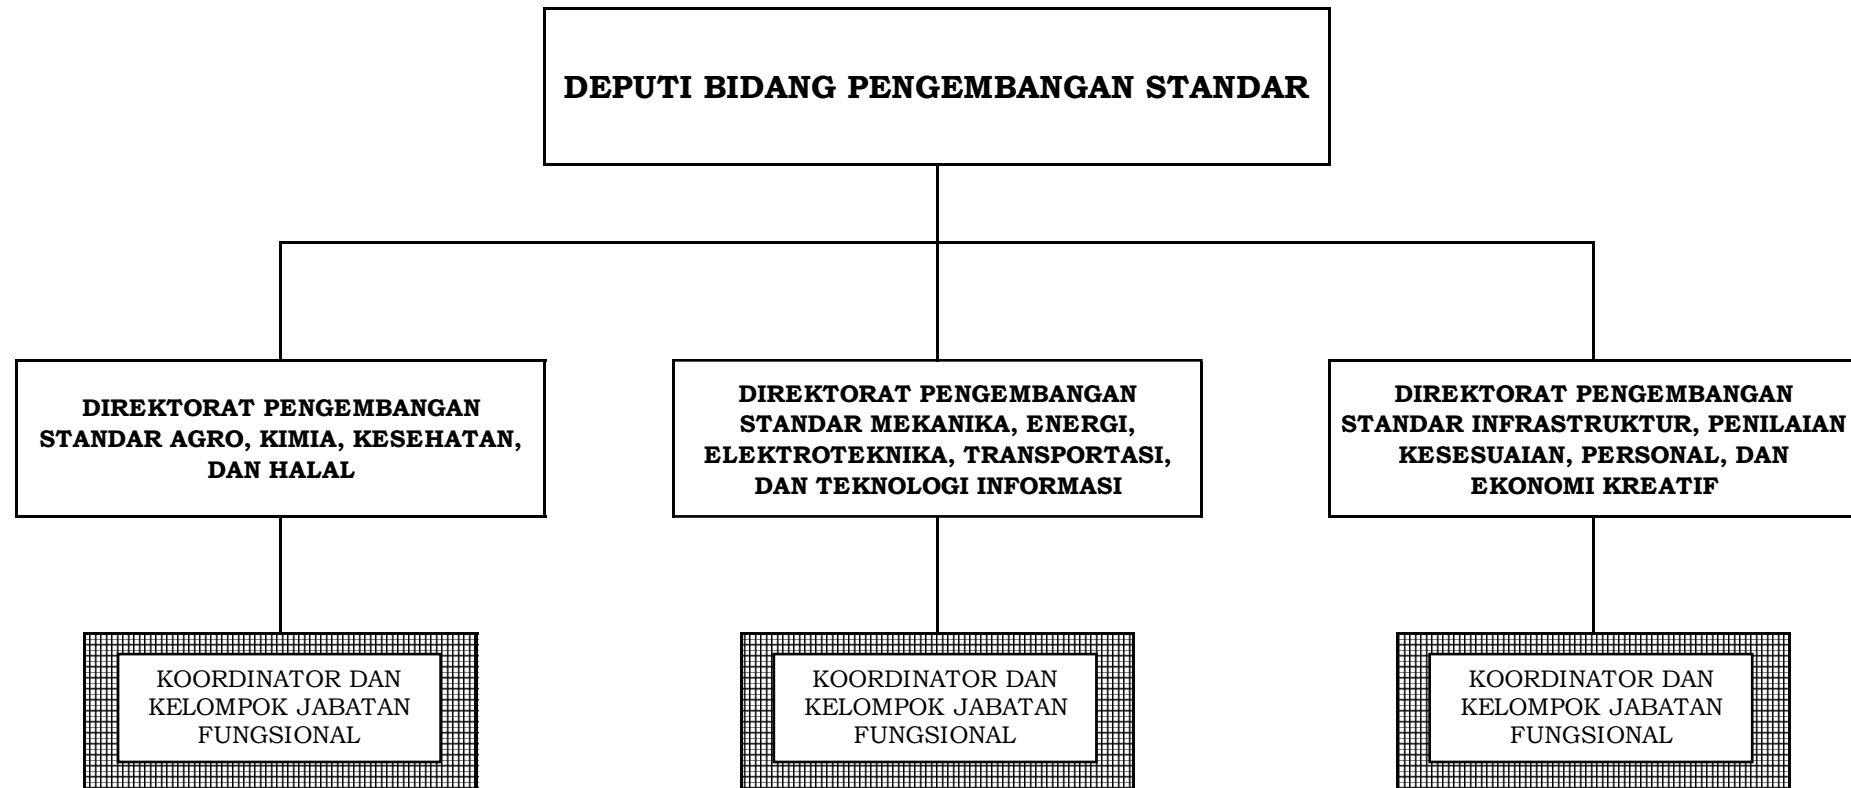 DEPUTI BIDANG PENGEMBANGAN STANDAR
DIREKTORAT PENGEMBANGAN
STANDAR AGRO, KIMIA, KESEHATAN,
DAN HALAL
DIREKTORAT PENGEMBANGAN
STANDAR MEKANIKA, ENERGI,
ELEKTROTEKNIKA, TRANSPORTASI,
DAN TEKNOLOGI INFORMASI
DIREKTORAT PENGEMBANGAN
STANDAR INFRASTRUKTUR, PENILAIAN
KESESUAIAN, PERSONAL, DAN
EKONOMI KREATIF
KOORDINATOR DAN
KELOMPOK JABATAN
FUNGSIONAL
KOORDINATOR DAN
KELOMPOK JABATAN
FUNGSIONAL
KOORDINATOR DAN
KELOMPOK JABATAN
FUNGSIONAL